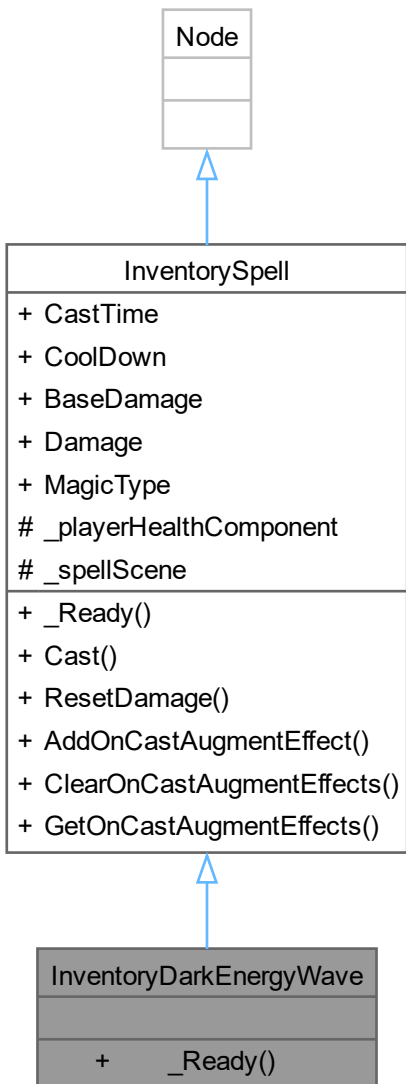 Node
InventorySpell
+ CastTime
+ CoolDown
+ BaseDamage
+ Damage
+ MagicType
# _playerHealthComponent
# _spellScene
+ _Ready()
+ Cast()
+ ResetDamage()
+ AddOnCastAugmentEffect()
+ ClearOnCastAugmentEffects()
+ GetOnCastAugmentEffects()
InventoryDarkEnergyWave
+ _Ready()